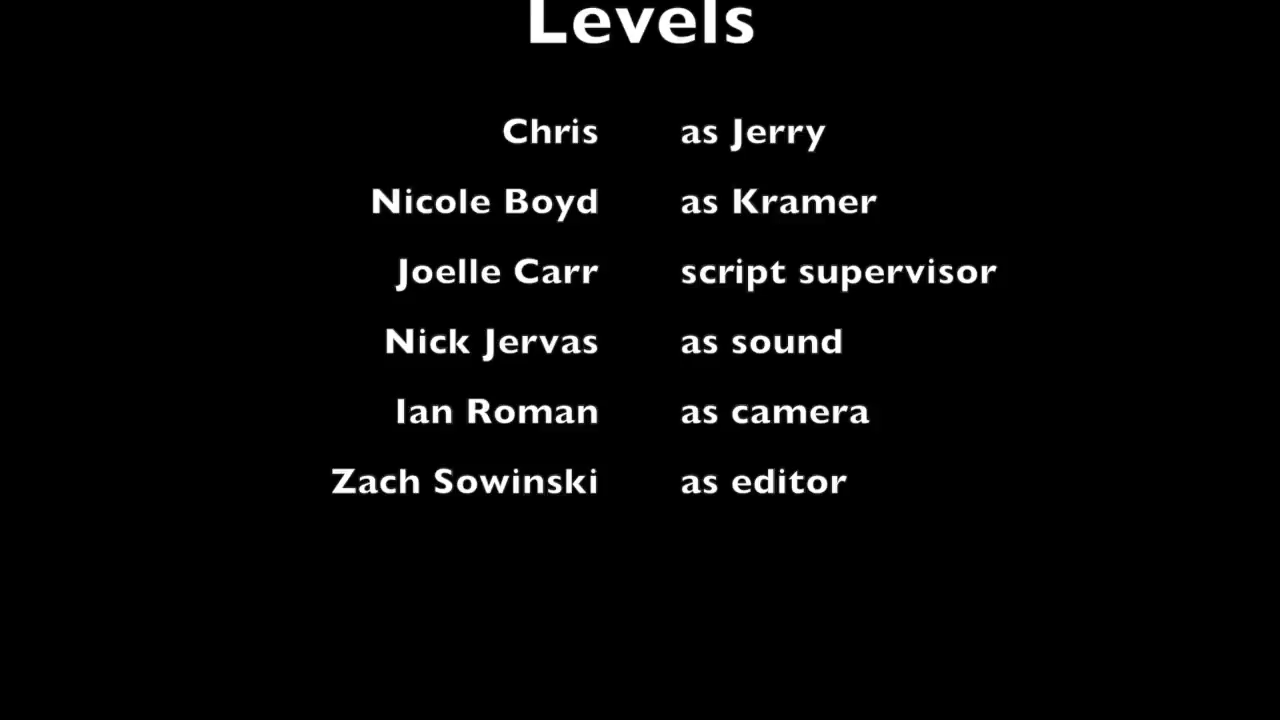 Levels
Chris as Jerry
Nicole Boyd as Kramer
Joelle Carr script supervisor
Nick Jervas as sound
Ian Roman as camera
Zach Sowinski as editor